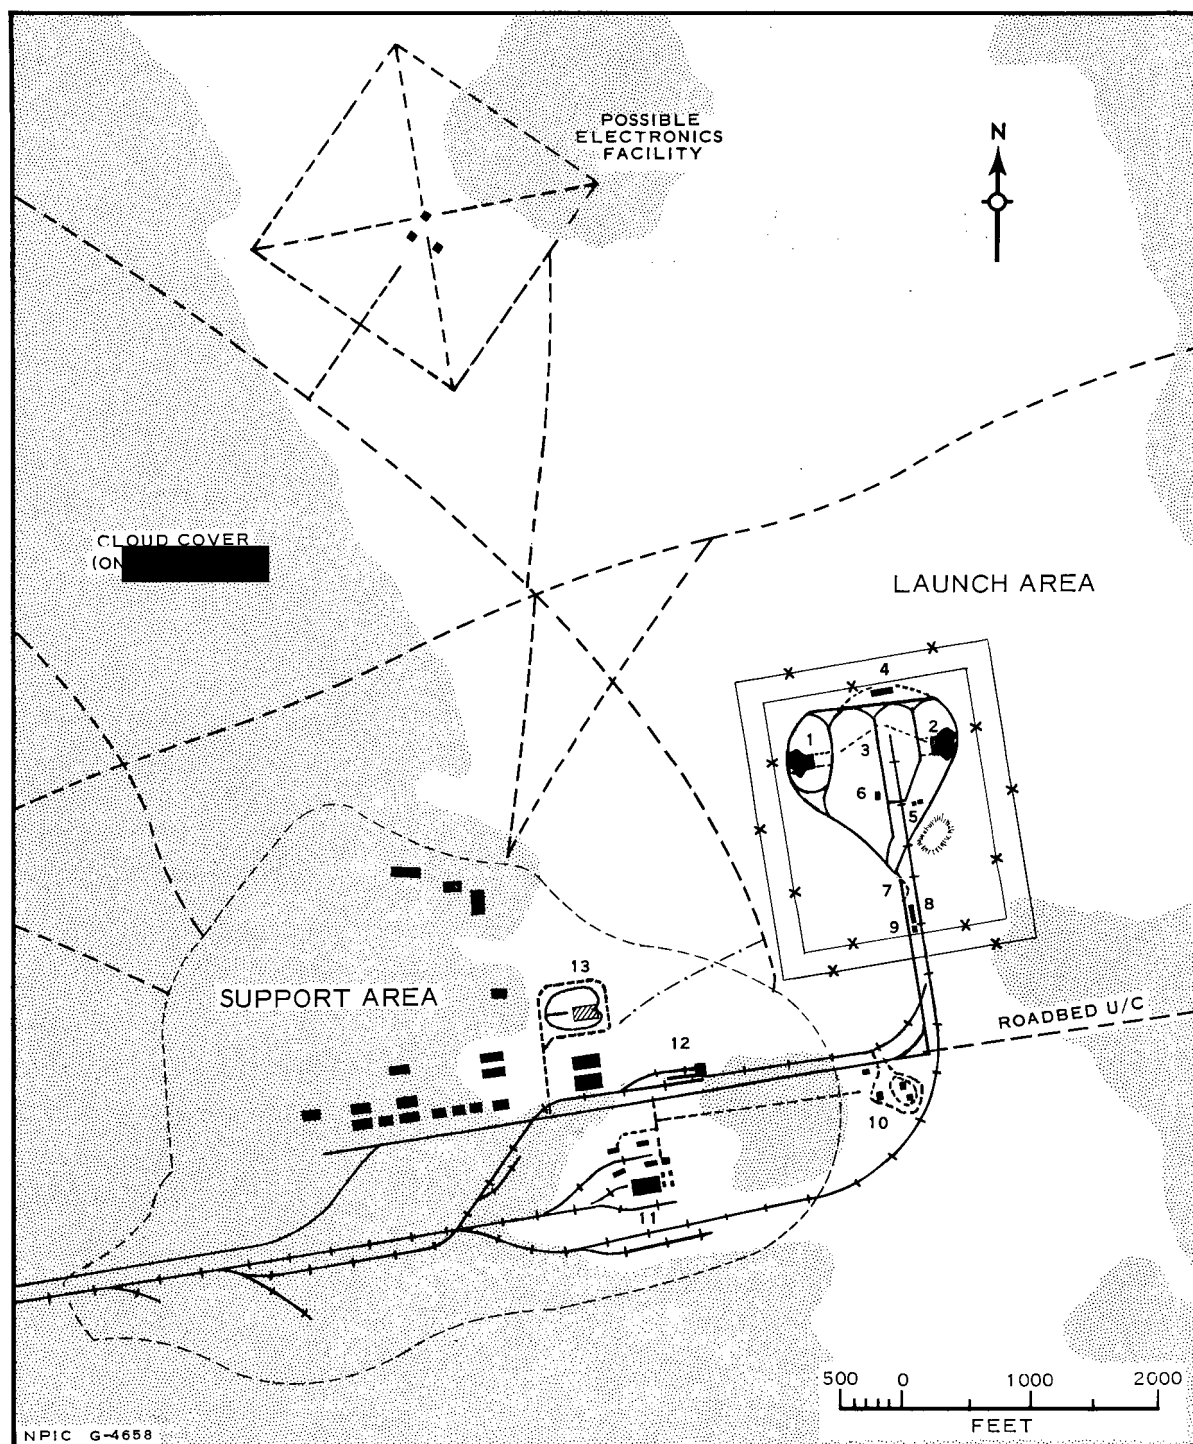 POSSIBLE
ELECTRONICS
FACILITY
N
CLOUD COVER
(ON
LAUNCH AREA
4
1
2
3
6
5
7
8
9
13
SUPPORT AREA
ROADBED U/C
12
10
11
500 0 1000 2000
FEET
NPIC G-4658